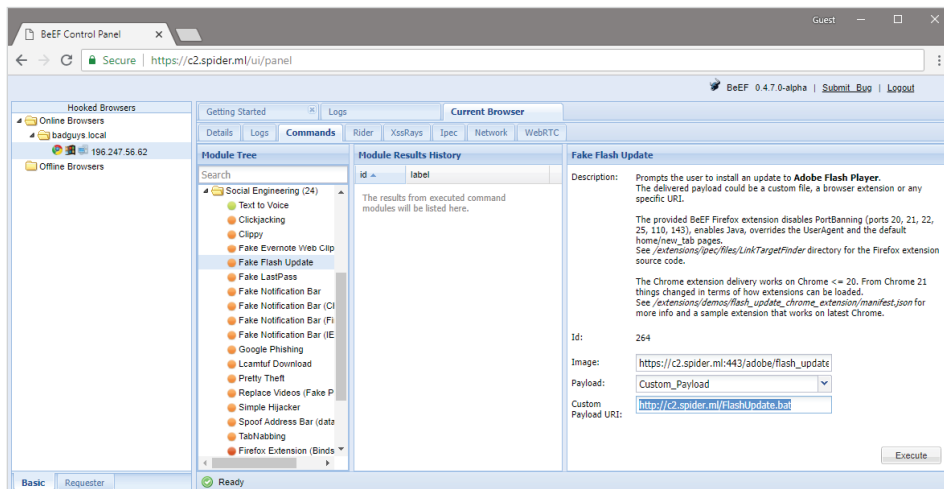 Guest
BeEF Control Panel
Secure https://c2.spider.ml/ui/panel
BeEF 0.4.7.0-alpha | Submit Bug | Logout
Hooked Browsers
Online Browsers
badguys.local
196.247.56.62
Offline Browsers
Basic Requester
Getting Started Logs Current Browser
Details Logs Commands Rider XssRays Ipec Network WebRTC
Module Tree
Search
Social Engineering (24)
Text to Voice
Clickjacking
Clippy
Fake Evernote Web Clip
Fake Flash Update
Fake LastPass
Fake Notification Bar
Fake Notification Bar (Cl
Fake Notification Bar (Fi
Fake Notification Bar (IE
Google Phishing
Lcamtuf Download
Pretty Theft
Replace Videos (Fake P
Simple Hijacker
Spoof Address Bar (data
TabNabbing
Firefox Extension (Binds
Module Results History
id label
The results from executed command
modules will be listed here.
Fake Flash Update
Description: Prompts the user to install an update to Adobe Flash Player.
The delivered payload could be a custom file, a browser extension or any
specific URI.
The provided BeEF Firefox extension disables PortBanning (ports 20, 21, 22,
25, 110, 143), enables Java, overrides the UserAgent and the default
home/new_tab pages.
See /extensions/ipec/files/LinkTargetFinder directory for the Firefox extension
source code.
The Chrome extension delivery works on Chrome <= 20. From Chrome 21
things changed in terms of how extensions can be loaded.
See /extensions/demos/flash_update_chrome_extension/manifest.json for
more info and a sample extension that works on latest Chrome.
Id: 264
Image: https://c2.spider.ml:443/adobe/flash_update
Payload: Custom_Payload
Custom
Payload URI: http://c2.spider.ml/FlashUpdate.bat
Execute
Ready